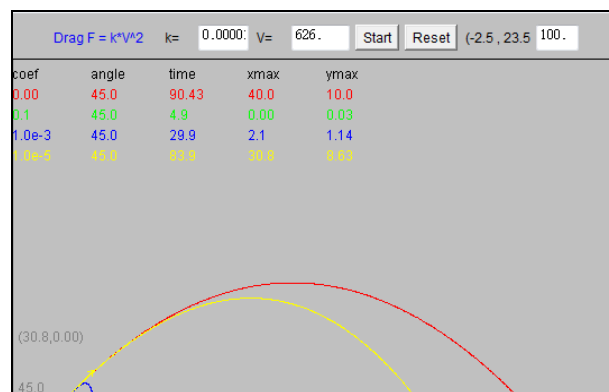 Drag F = k*V^2 k= 0.0000 V= 626. Start Reset (-2.5 , 23.5 100.
coef angle time xmax ymax
0.00 45.0 90.43 40.0 10.0
0.1 45.0 4.9 0.00 0.03
1.0e-3 45.0 29.9 2.1 1.14
1.0e-5 45.0 83.9 30.8 8.63
(30.8,0.00)
45.0